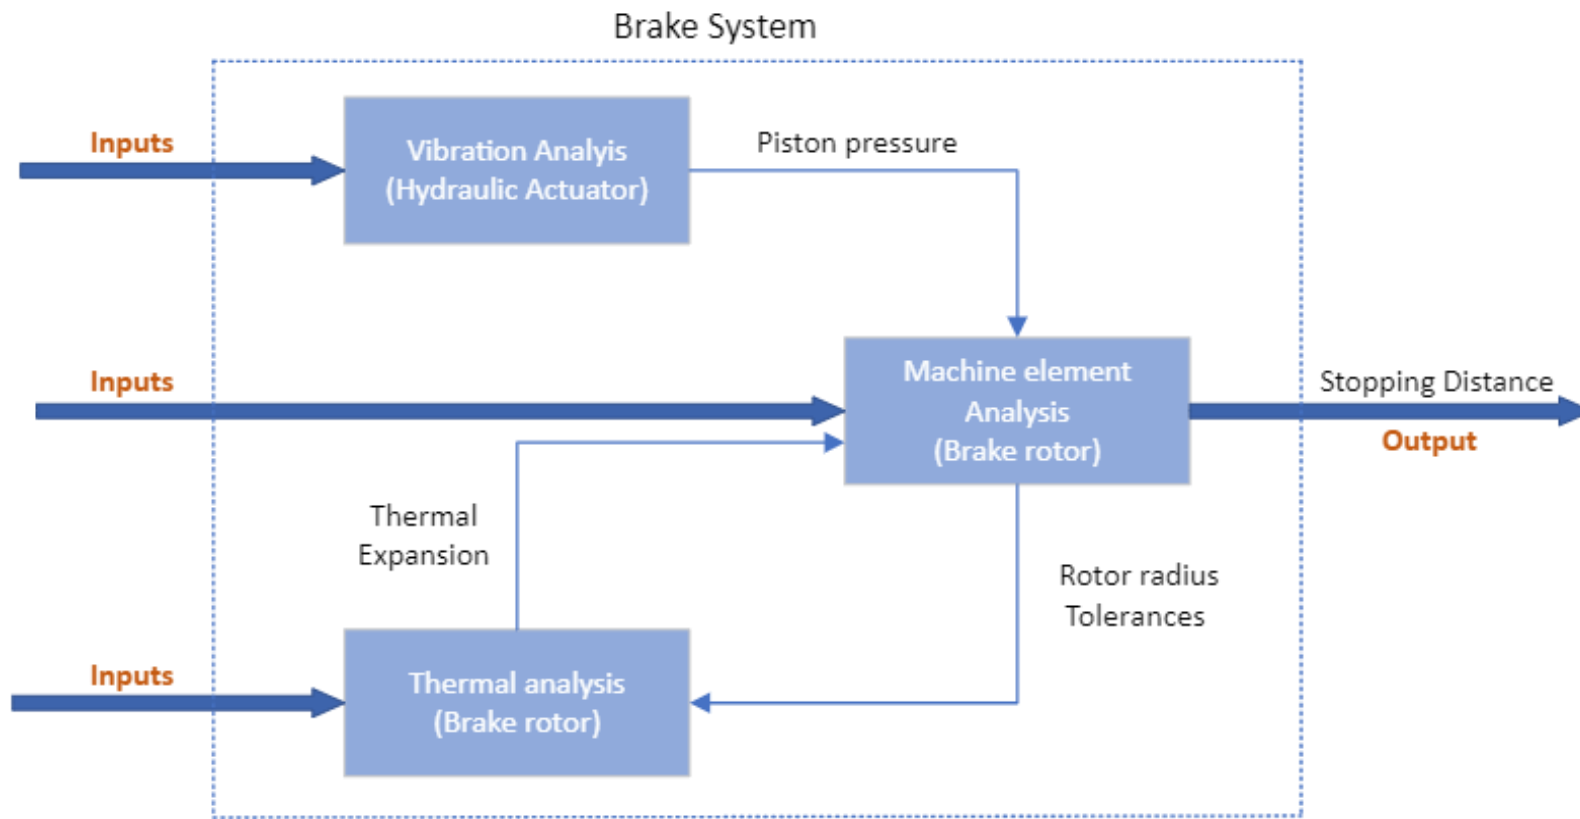 Brake System
Inputs
Vibration Analyis
(Hydraulic Actuator)
Piston pressure
Inputs
Machine element
Analysis
(Brake rotor)
Stopping Distance
Output
Thermal
Expansion
Rotor radius
Tolerances
Inputs
Thermal analysis
(Brake rotor)